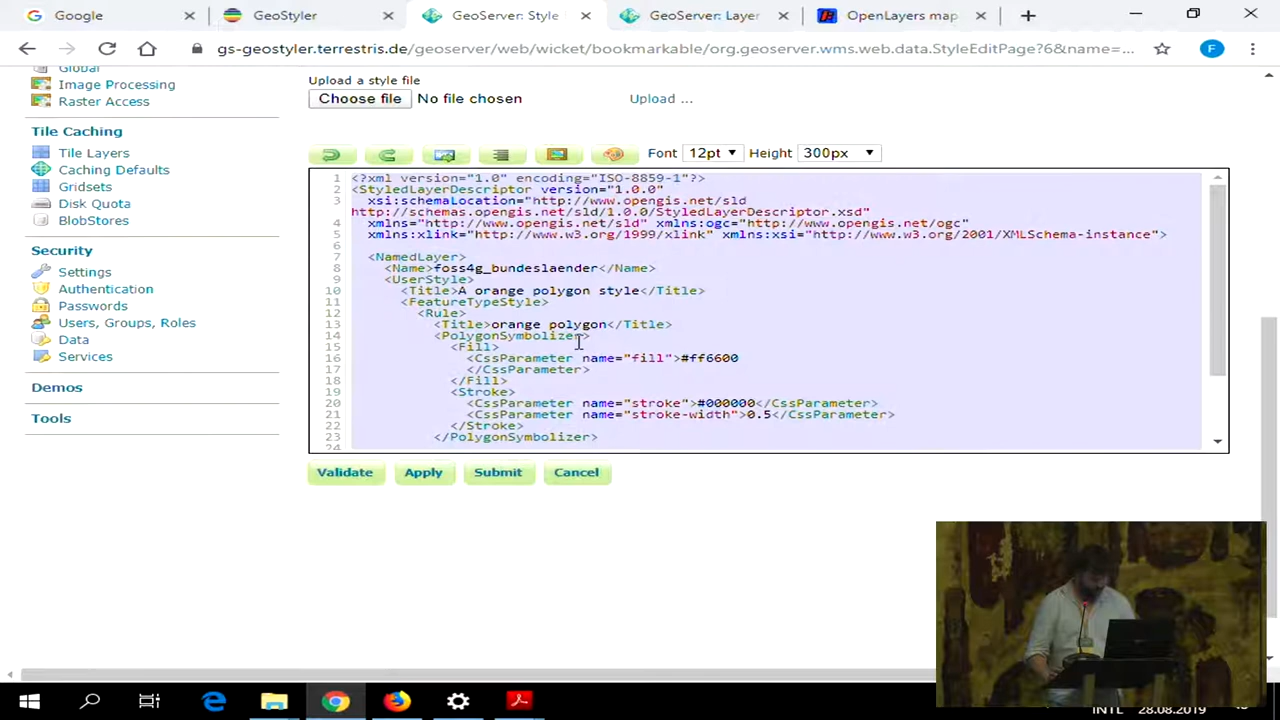 Google
GeoStyler
GeoServer: Style
GeoServer: Layer
OpenLayers map
gs-geostyler.terrestris.de/geoserver/web/wicket/bookmarkable/org.geoserver.wms.web.data.StyleEditPage?6&name=...
F
Global
Image Processing
Raster Access
Tile Caching
Tile Layers
Caching Defaults
Gridsets
Disk Quota
BlobStores
Security
Settings
Authentication
Passwords
Users, Groups, Roles
Data
Services
Demos
Tools
Upload a style file
Choose file No file chosen Upload ...
Font 12pt Height 300px
1 <?xml version="1.0" encoding="ISO-8859-1"?>
2 <StyledLayerDescriptor version="1.0.0"
3 xsi:schemaLocation="http://www.opengis.net/sld
http://schemas.opengis.net/sld/1.0.0/StyledLayerDescriptor.xsd"
4 xmlns="http://www.opengis.net/sld" xmlns:ogc="http://www.opengis.net/ogc"
5 xmlns:xlink="http://www.w3.org/1999/xlink" xmlns:xsi="http://www.w3.org/2001/XMLSchema-instance">
6
7 <NamedLayer>
8 <Name>foss4g_bundeslaender</Name>
9 <UserStyle>
10 <Title>A orange polygon style</Title>
11 <FeatureTypeStyle>
12 <Rule>
13 <Title>orange polygon</Title>
14 <PolygonSymbolizer>
15 <Fill>
16 <CssParameter name="fill">#ff6600
17 </CssParameter>
18 </Fill>
19 <Stroke>
20 <CssParameter name="stroke">#000000</CssParameter>
21 <CssParameter name="stroke-width">0.5</CssParameter>
22 </Stroke>
23 </PolygonSymbolizer>
24
Validate Apply Submit Cancel
INTL 28.08.2019